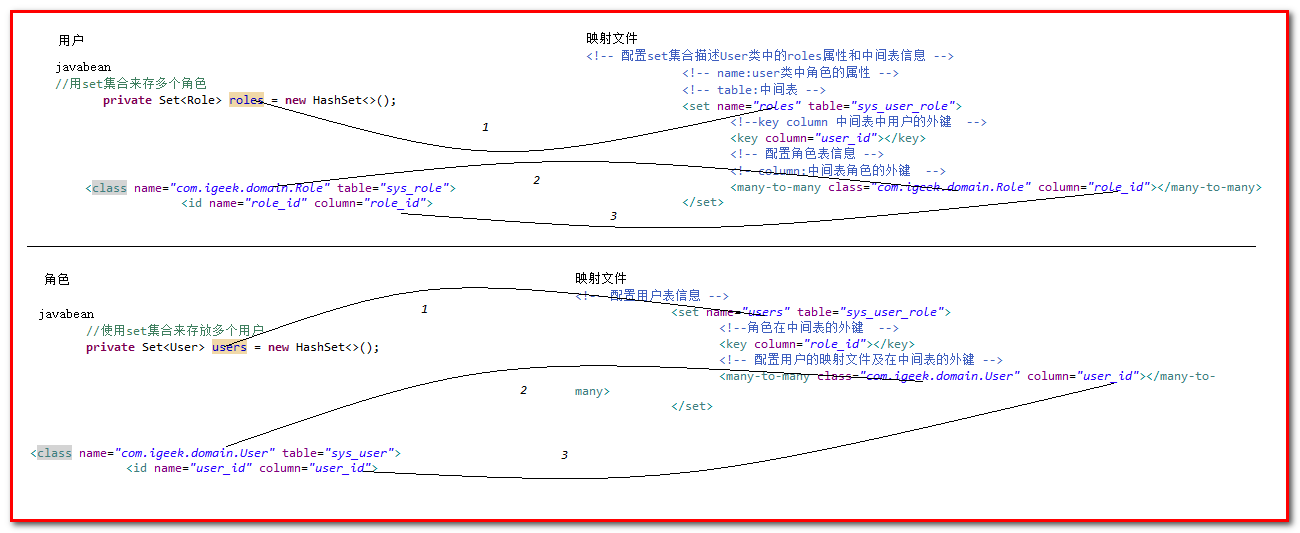 用户
javabean
//用set集合来存多个角色
private Set<Role> roles = new HashSet<>();
<class name="com.igeek.domain.Role" table="sys_role">
<id name="role_id" column="role_id">
映射文件
<!-- 配置set集合描述User类中的roles属性和中间表信息 -->
<!-- name:user类中角色的属性 -->
<!-- table:中间表 -->
<set name="roles" table="sys_user_role">
<!--key column 中间表中用户的外键 -->
<key column="user_id"></key>
<!-- 配置角色表信息 -->
<!-- column:中间表角色的外键 -->
<many-to-many class="com.igeek.domain.Role" column="role_id"></many-to-many>
</set>
1
2
3
角色
javabean
//使用set集合来存放多个用户
private Set<User> users = new HashSet<>();
<class name="com.igeek.domain.User" table="sys_user">
<id name="user_id" column="user_id">
映射文件
<!-- 配置用户表信息 -->
<set name="users" table="sys_user_role">
<!--角色在中间表的外键 -->
<key column="role_id"></key>
<!-- 配置用户的映射文件及在中间表的外键 -->
<many-to-many class="com.igeek.domain.User" column="user_id"></many-to-
many>
</set>
1
2
3